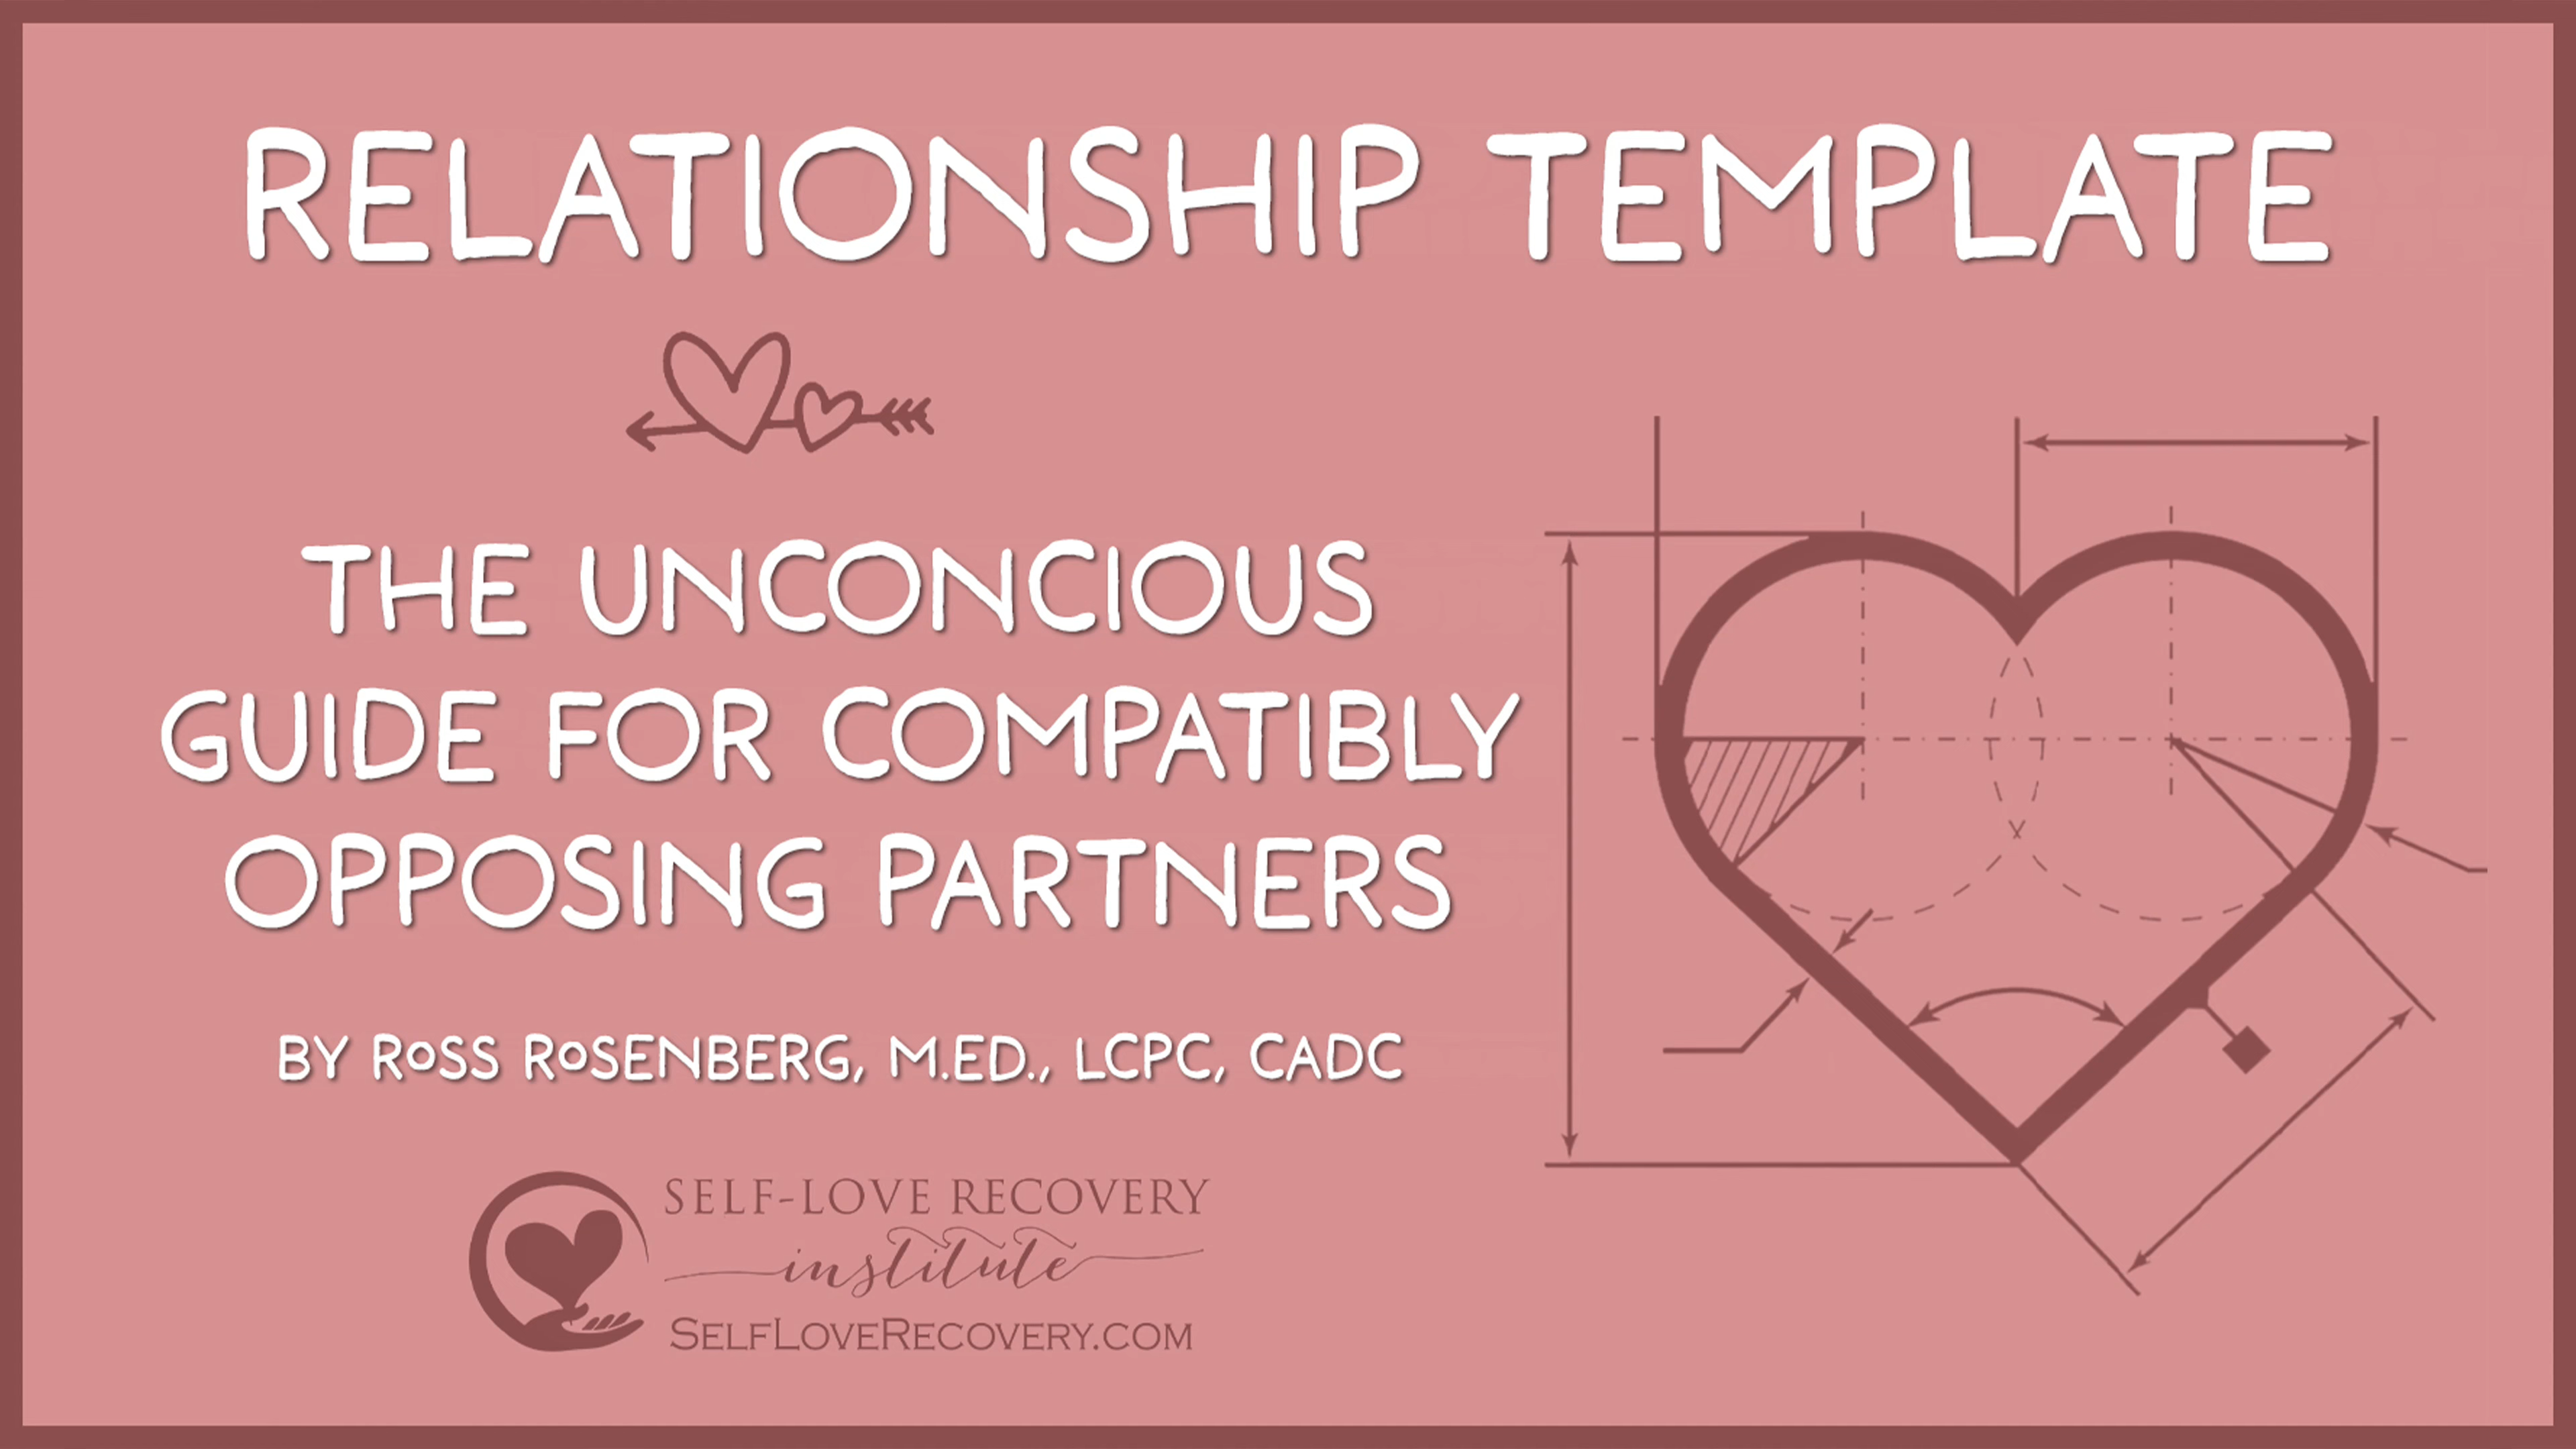 RELATIONSHIP TEMPLATE
THE UNCONCIOUS
GUIDE FOR COMPATIBLY
OPPOSING PARTNERS
BY ROSS ROSENBERG, M.ED., LCPC, CADC
SELF-LOVE RECOVERY
institute
SELFLOVERECOVERY.COM